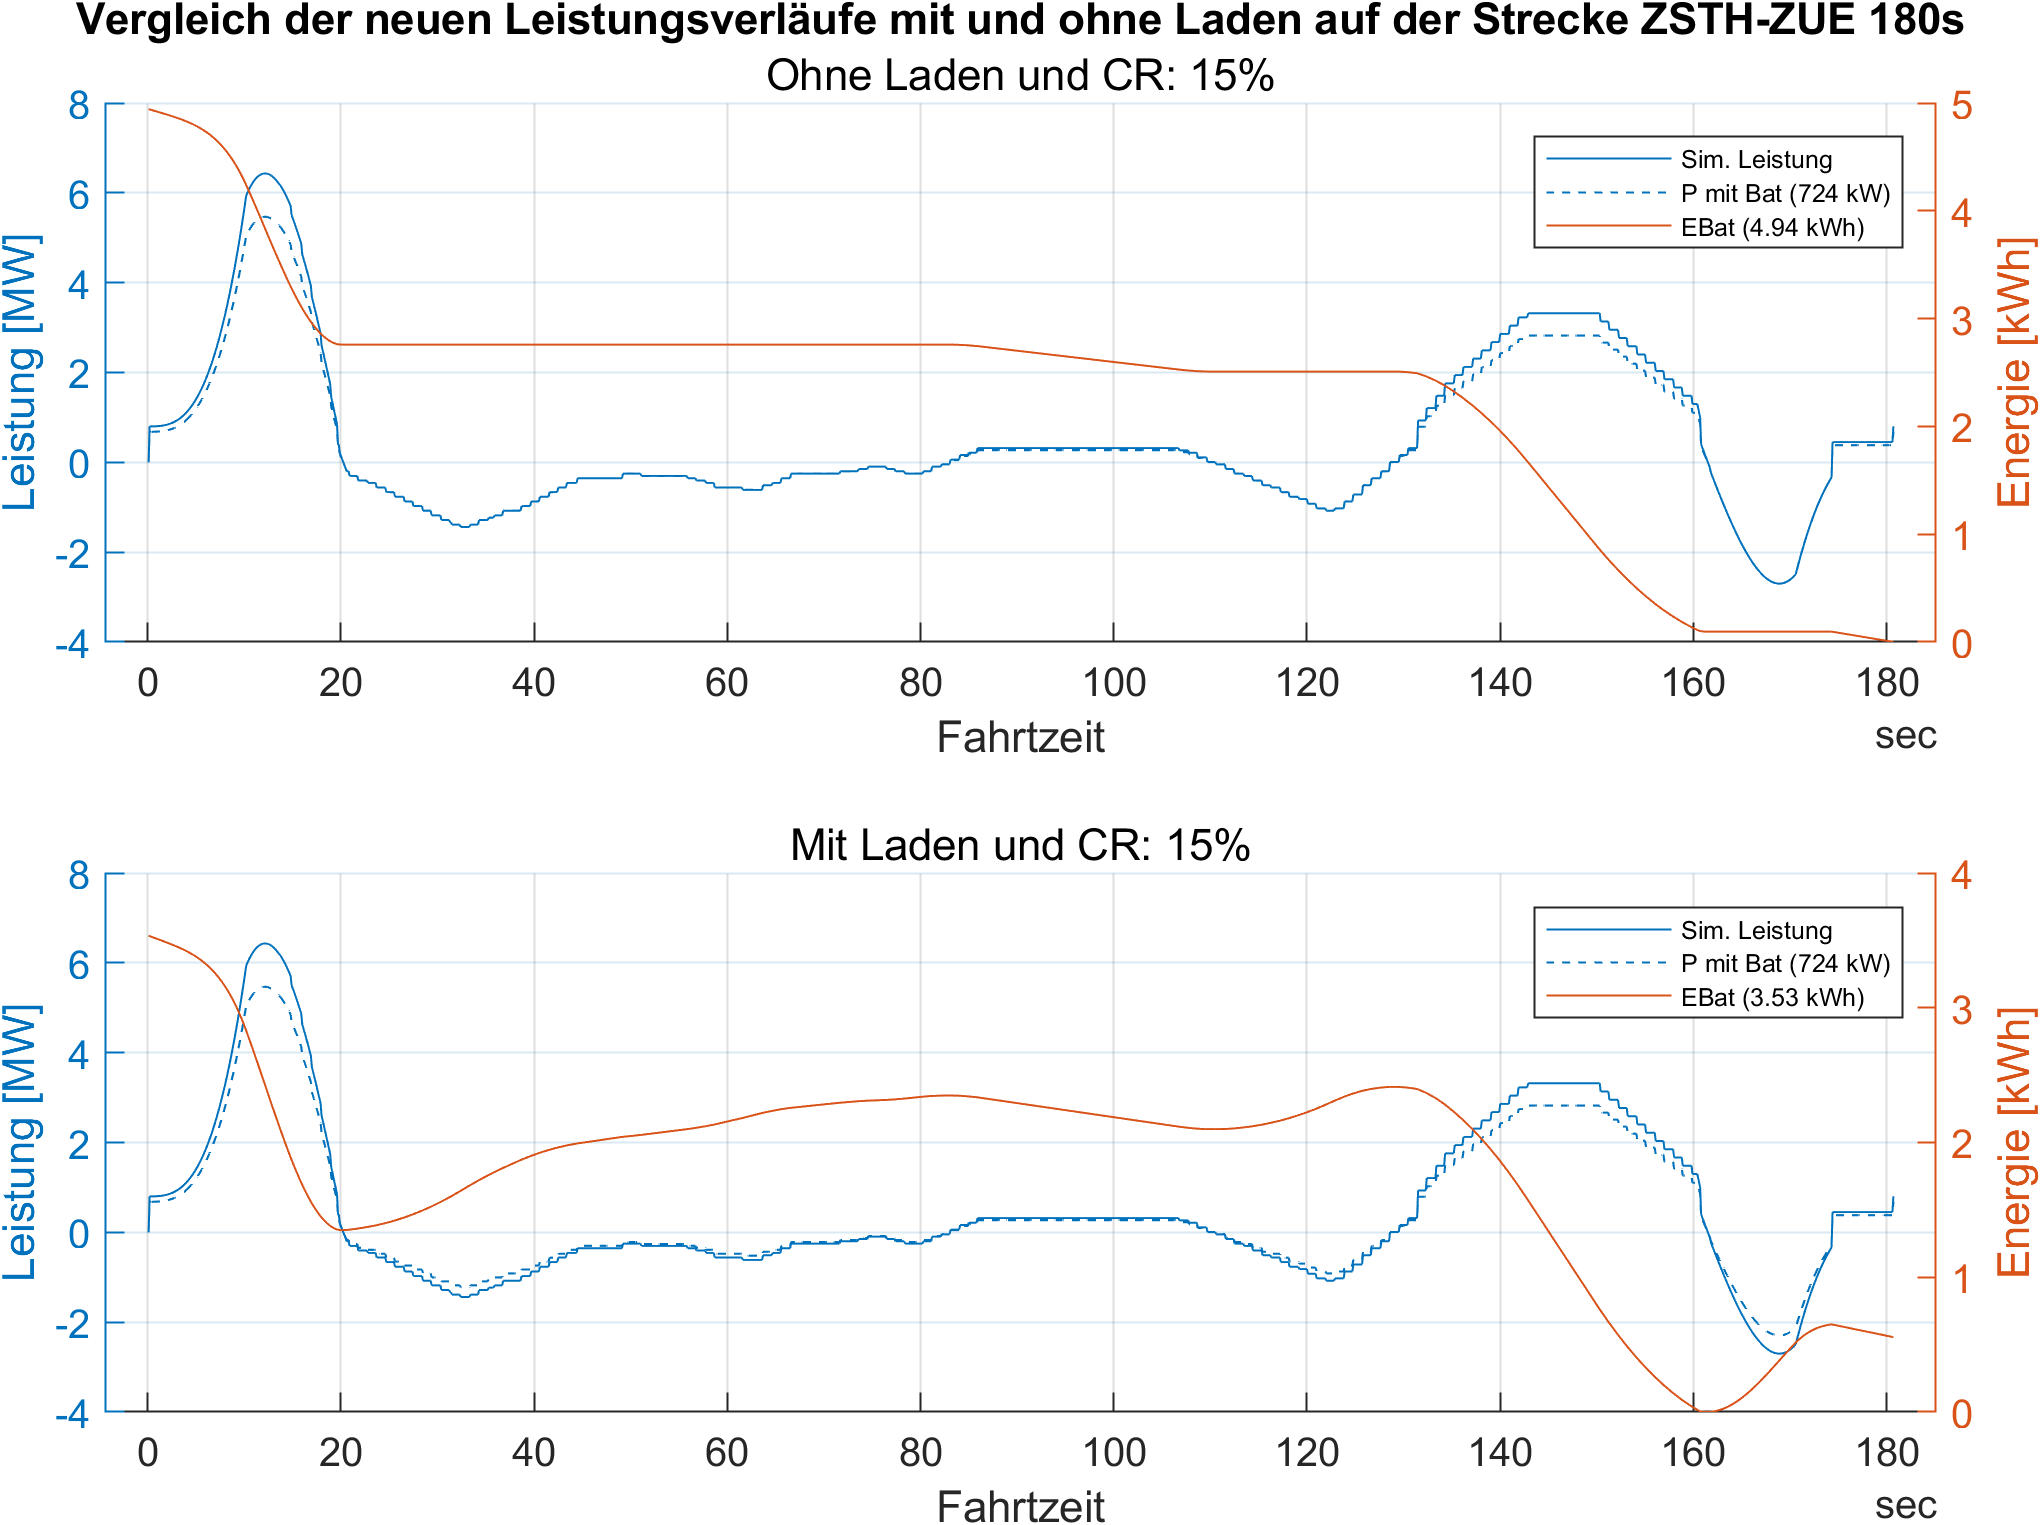 Vergleich der neuen Leistungsverläufe mit und ohne Laden auf der Strecke ZSTH-ZUE 180s
Ohne Laden und CR: 15%
8
6
4
2
0
-2
-4
Leistung [MW]
5
4
3
2
1
0
Energie [kWh]
Sim. Leistung
P mit Bat (724 kW)
EBat (4.94 kWh)
0 20 40 60 80 100 120 140 160 180
Fahrtzeit
sec
Mit Laden und CR: 15%
8
6
4
2
0
-2
-4
Leistung [MW]
4
3
2
1
0
Energie [kWh]
Sim. Leistung
P mit Bat (724 kW)
EBat (3.53 kWh)
0 20 40 60 80 100 120 140 160 180
Fahrtzeit
sec